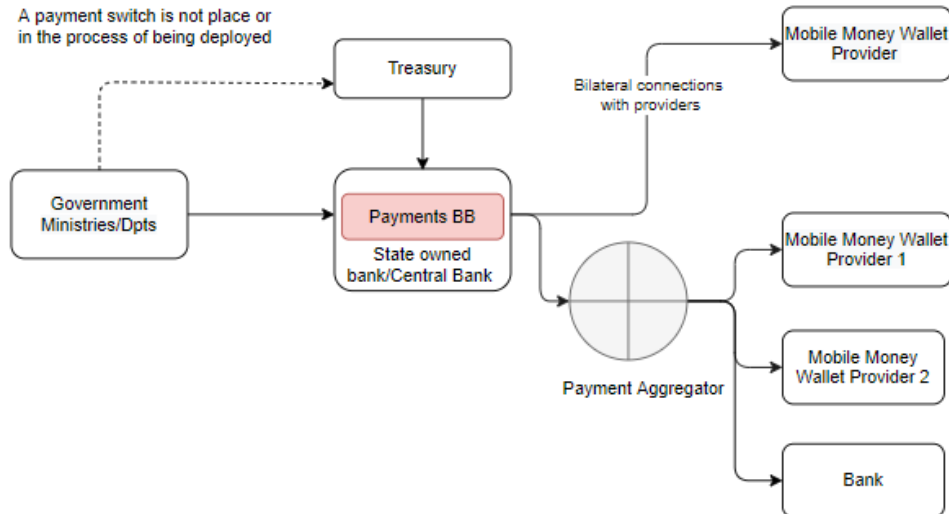 A payment switch is not place or
in the process of being deployed
Treasury
Mobile Money Wallet
Provider
Bilateral connections
with providers
Government
Ministries/Dpts
Payments BB
State owned
bank/Central Bank
Mobile Money Wallet
Provider 1
Payment Aggregator
Mobile Money
Wallet Provider 2
Bank